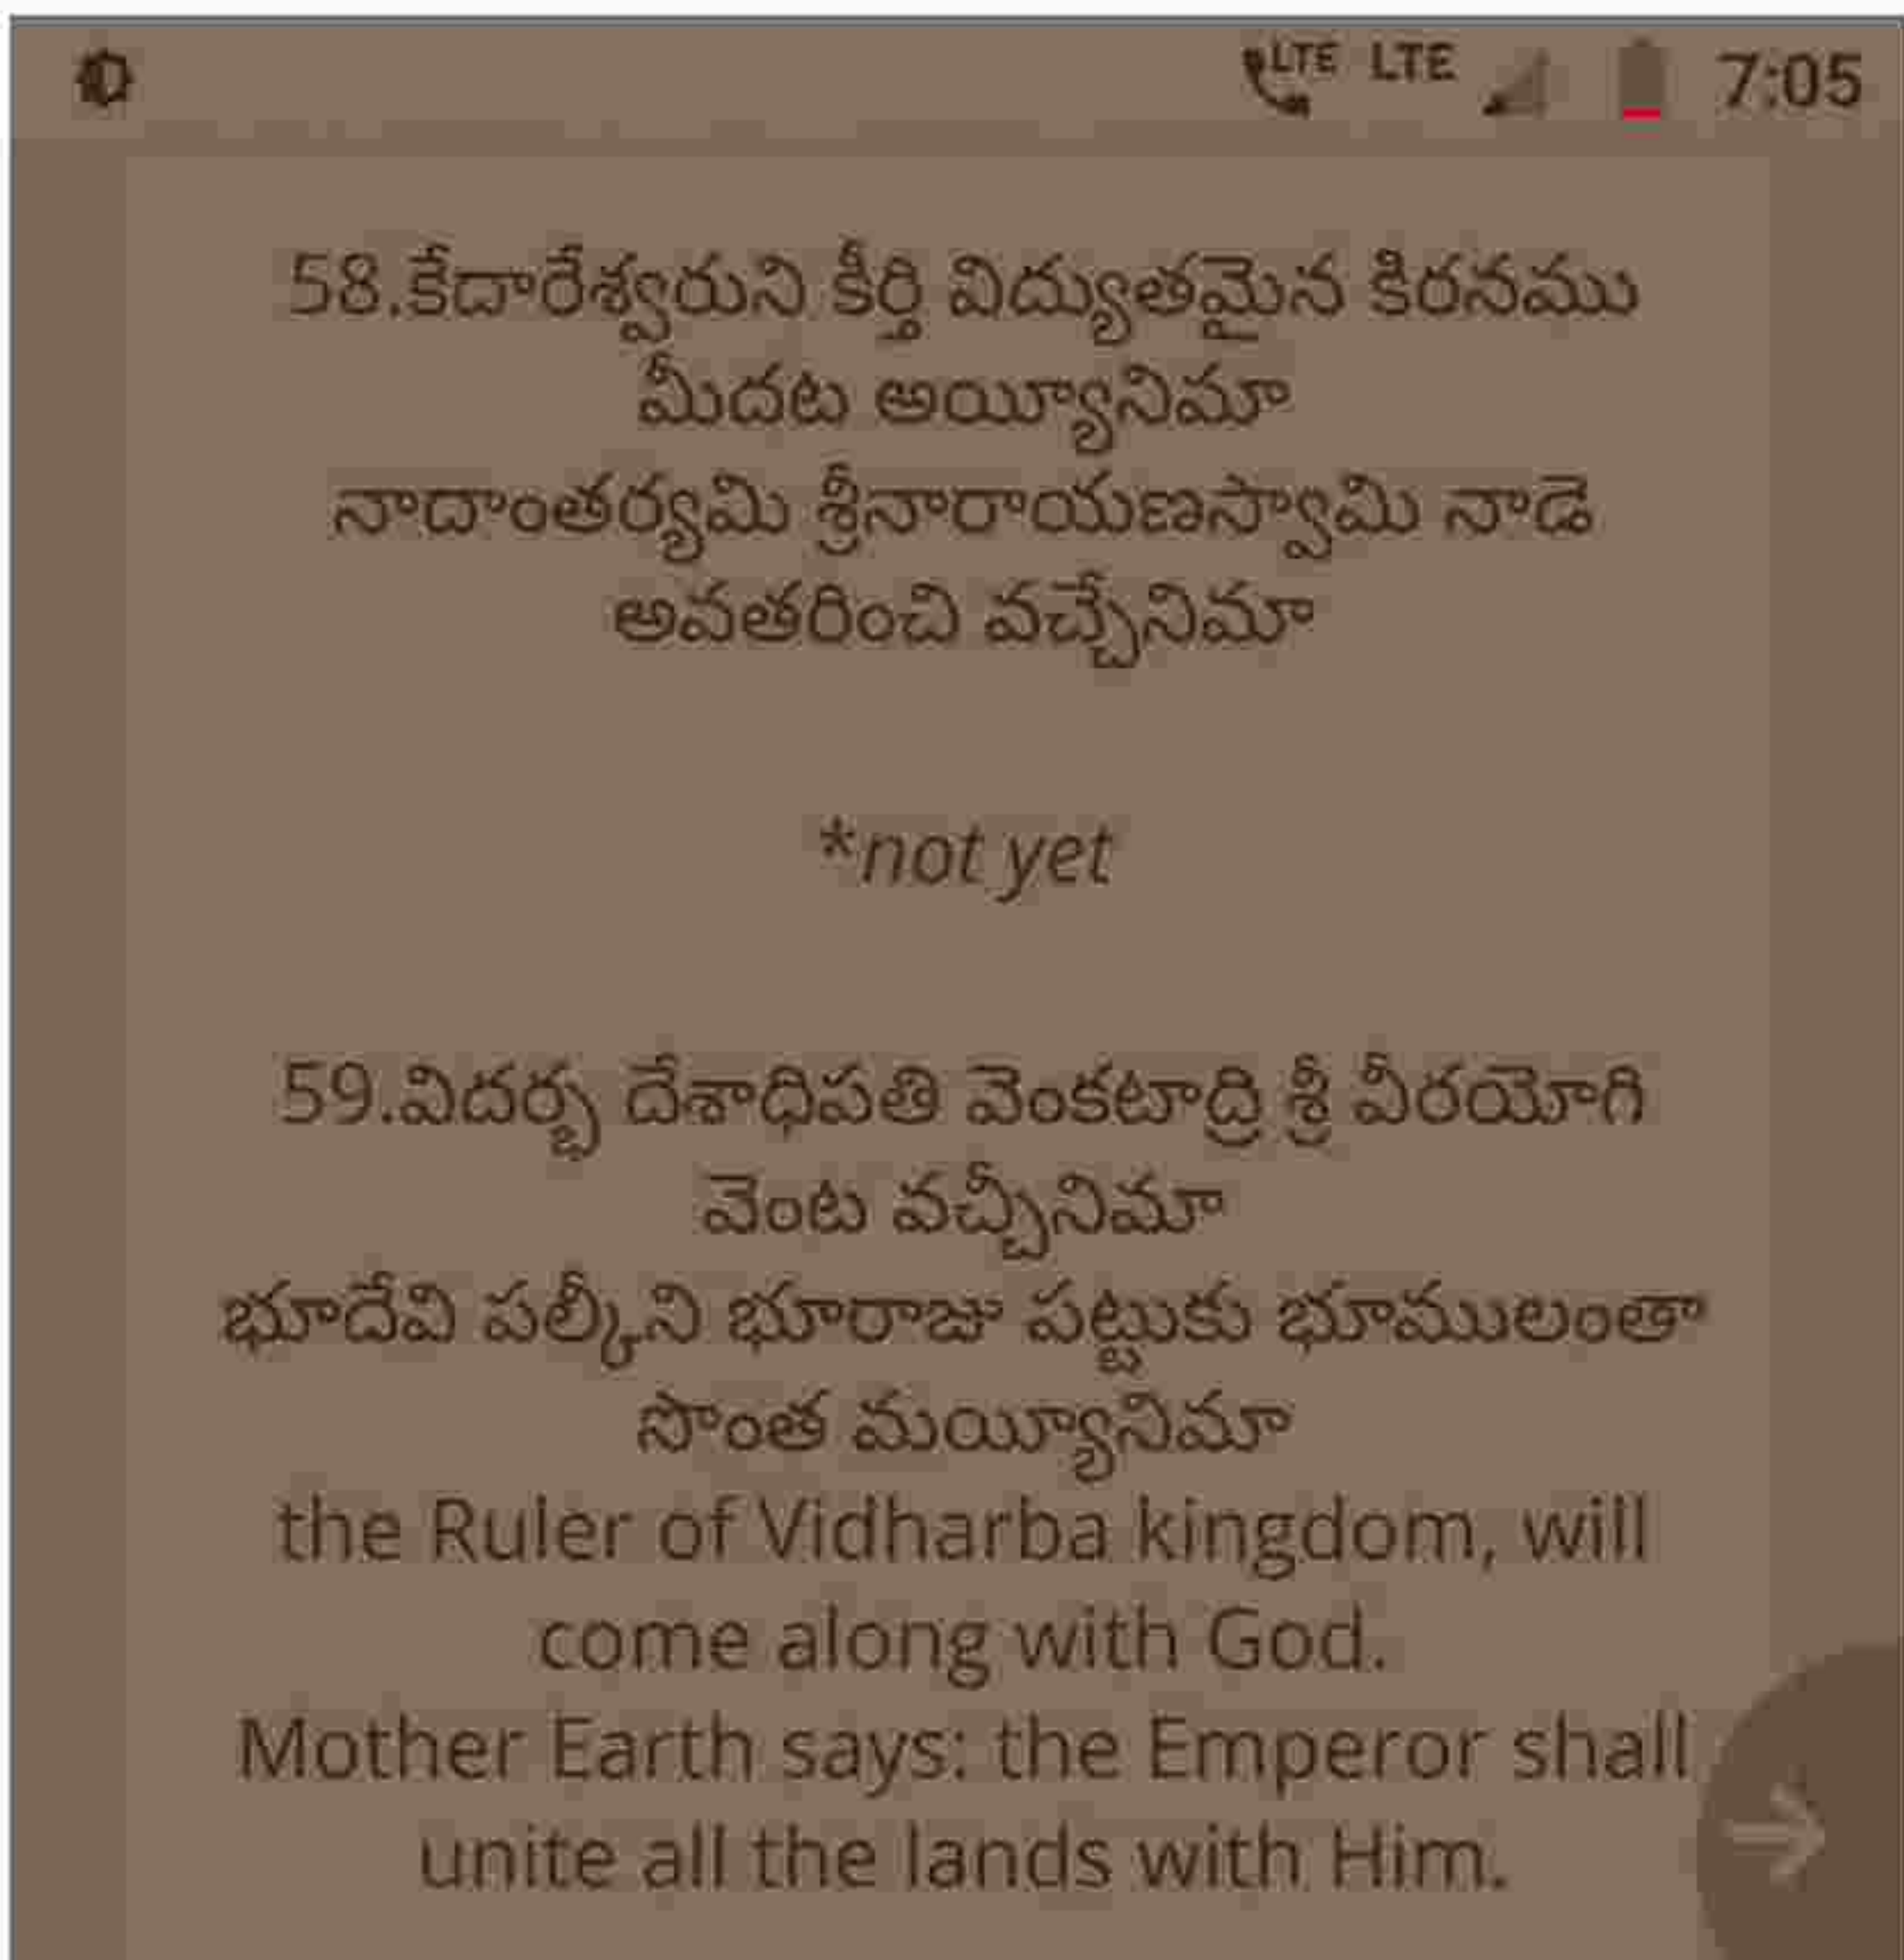 LTE LTE 7:05
58.కేదారేశ్వరుని కీర్తి విద్యుతమైన కిరనము
మీదట అయ్యీనిమా
నాదాంతర్యమి శ్రీనారాయణస్వామి నాడె
అవతరించి వచ్చేనిమా
*not yet
59.విదర్భ దేశాధిపతి వెంకటాద్రి శ్రీ వీరయోగి
వెంట వచ్చీనిమా
భూదేవి పల్కీని భూరాజు పట్టుకు భూములంతా
సొంత మయ్యీనిమా
the Ruler of Vidharba kingdom, will
come along with God.
Mother Earth says: the Emperor shall
unite all the lands with Him.